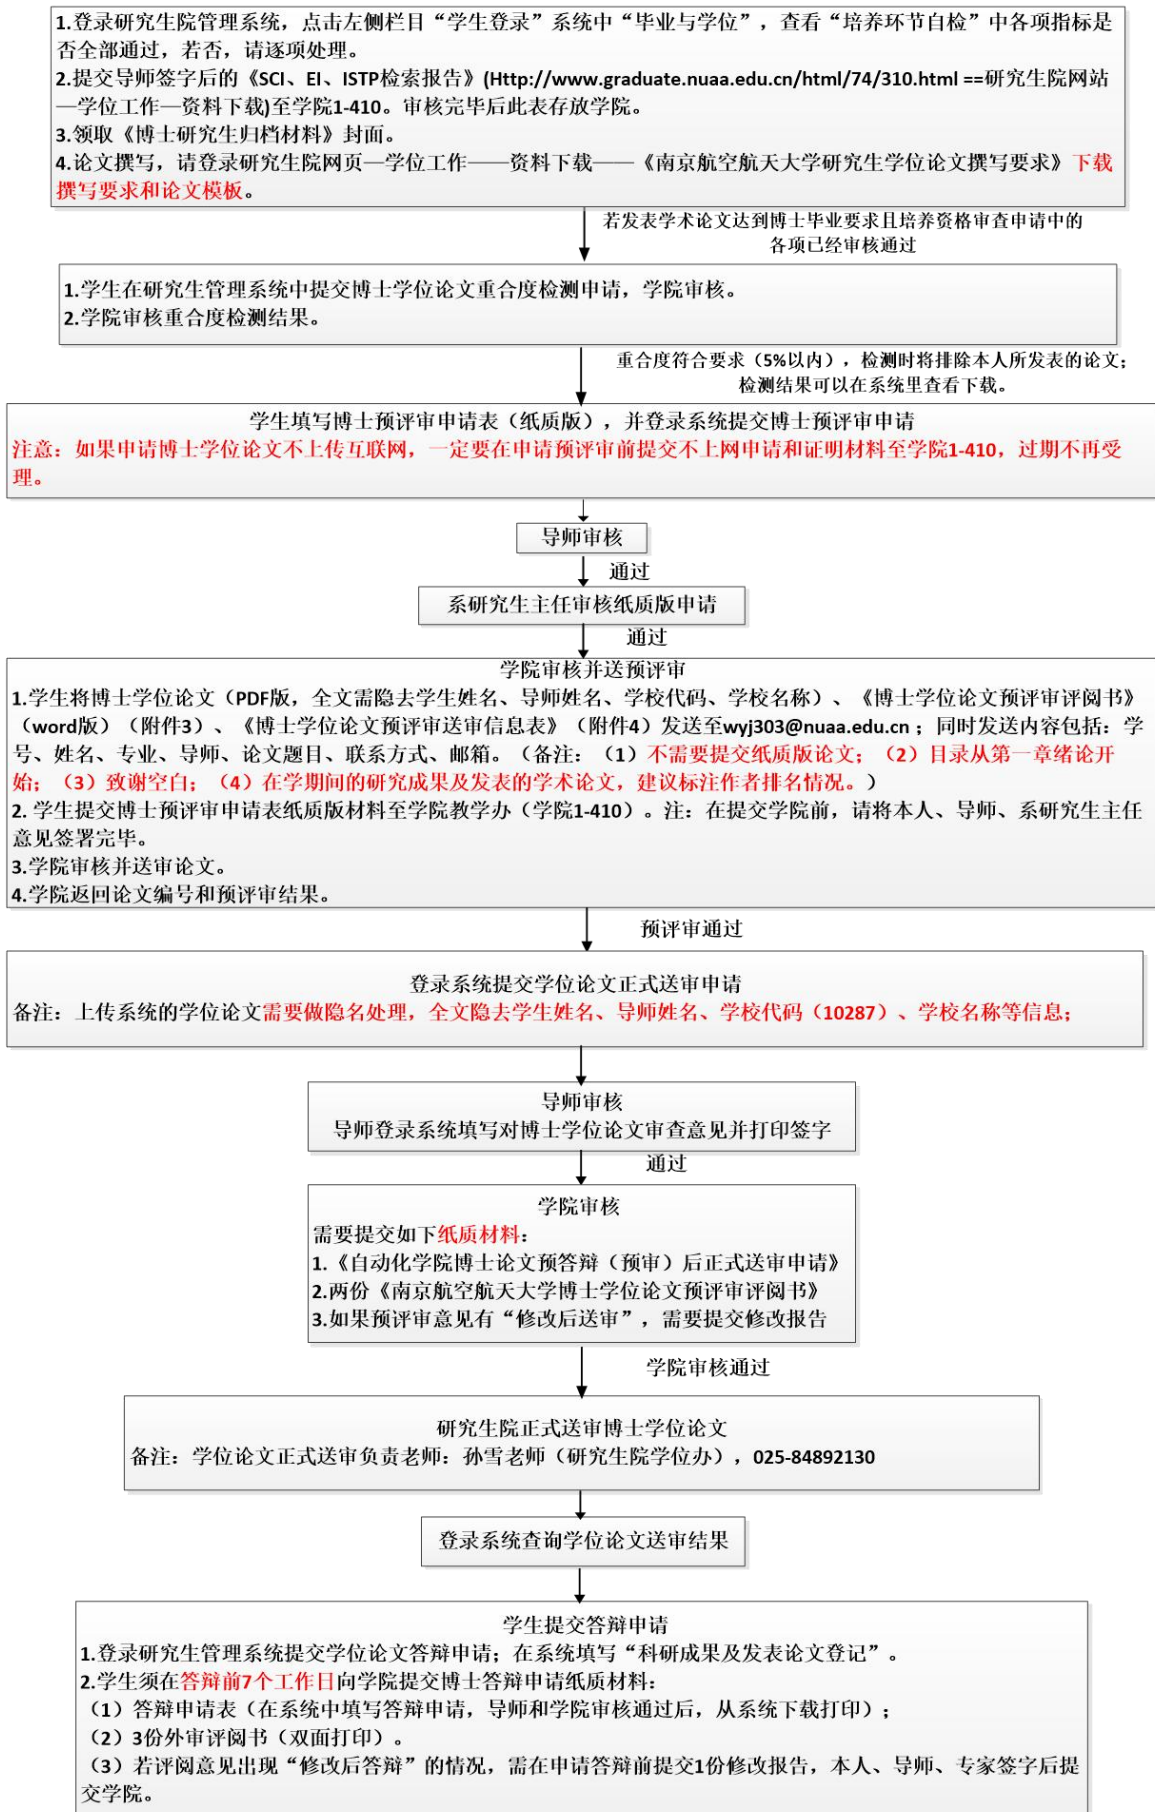 1.登录研究生院管理系统，点击左侧栏目“学生登录”系统中“毕业与学位”，查看“培养环节自检”中各项指标是
否全部通过，若否，请逐项处理。
2.提交导师签字后的《SCI、EI、ISTP检索报告》(Http://www.graduate.nuaa.edu.cn/html/74/310.html ==研究生院网站
—学位工作—资料下载)至学院1-410。审核完毕后此表存放学院。
3.领取《博士研究生归档材料》封面。
4.论文撰写，请登录研究生院网页—学位工作——资料下载——《南京航空航天大学研究生学位论文撰写要求》下载
撰写要求和论文模板。
若发表学术论文达到博士毕业要求且培养资格审查申请中的
各项已经审核通过
1.学生在研究生管理系统中提交博士学位论文重合度检测申请，学院审核。
2.学院审核重合度检测结果。
重合度符合要求（5%以内），检测时将排除本人所发表的论文；
检测结果可以在系统里查看下载。
学生填写博士预评审申请表（纸质版），并登录系统提交博士预评审申请
注意：如果申请博士学位论文不上传互联网，一定要在申请预评审前提交不上网申请和证明材料至学院1-410，过期不再受
理。
导师审核
通过
系研究生主任审核纸质版申请
通过
学院审核并送预评审
1.学生将博士学位论文（PDF版，全文需隐去学生姓名、导师姓名、学校代码、学校名称）、《博士学位论文预评审评阅书》
（word版）（附件3）、《博士学位论文预评审送审信息表》（附件4）发送至wyj303@nuaa.edu.cn；同时发送内容包括：学
号、姓名、专业、导师、论文题目、联系方式、邮箱。（备注：（1）不需要提交纸质版论文；（2）目录从第一章绪论开
始；（3）致谢空白；（4）在学期间的研究成果及发表的学术论文，建议标注作者排名情况。）
2. 学生提交博士预评审申请表纸质版材料至学院教学办（学院1-410）。注：在提交学院前，请将本人、导师、系研究生主任
意见签署完毕。
3.学院审核并送审论文。
4.学院返回论文编号和预评审结果。
预评审通过
登录系统提交学位论文正式送审申请
备注：上传系统的学位论文需要做隐名处理，全文隐去学生姓名、导师姓名、学校代码（10287）、学校名称等信息；
导师审核
导师登录系统填写对博士学位论文审查意见并打印签字
通过
学院审核
需要提交如下纸质材料：
1.《自动化学院博士论文预答辩（预审）后正式送审申请》
2.两份《南京航空航天大学博士学位论文预评审评阅书》
3.如果预评审意见有“修改后送审”，需要提交修改报告
学院审核通过
研究生院正式送审博士学位论文
备注：学位论文正式送审负责老师：孙雪老师（研究生院学位办），025-84892130
登录系统查询学位论文送审结果
学生提交答辩申请
1.登录研究生管理系统提交学位论文答辩申请；在系统填写“科研成果及发表论文登记”。
2.学生须在答辩前7个工作日向学院提交博士答辩申请纸质材料：
（1）答辩申请表（在系统中填写答辩申请，导师和学院审核通过后，从系统下载打印）；
（2）3份外审评阅书（双面打印）。
（3）若评阅意见出现“修改后答辩”的情况，需在申请答辩前提交1份修改报告，本人、导师、专家签字后提
交学院。